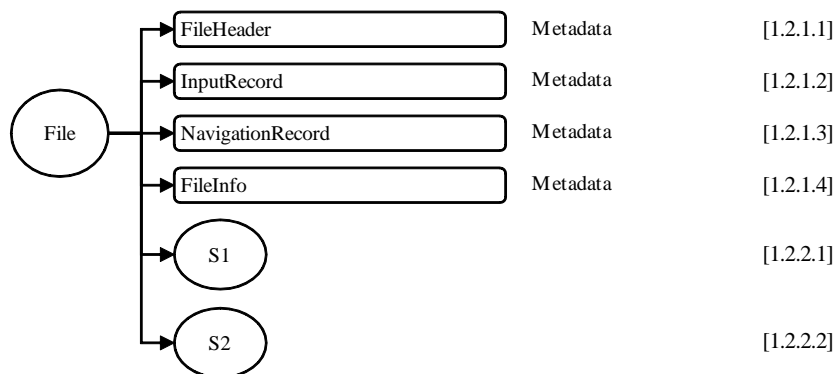 FileHeader Metadata [1.2.1.1]
InputRecord Metadata [1.2.1.2]
File NavigationRecord Metadata [1.2.1.3]
FileInfo Metadata [1.2.1.4]
S1 [1.2.2.1]
S2 [1.2.2.2]